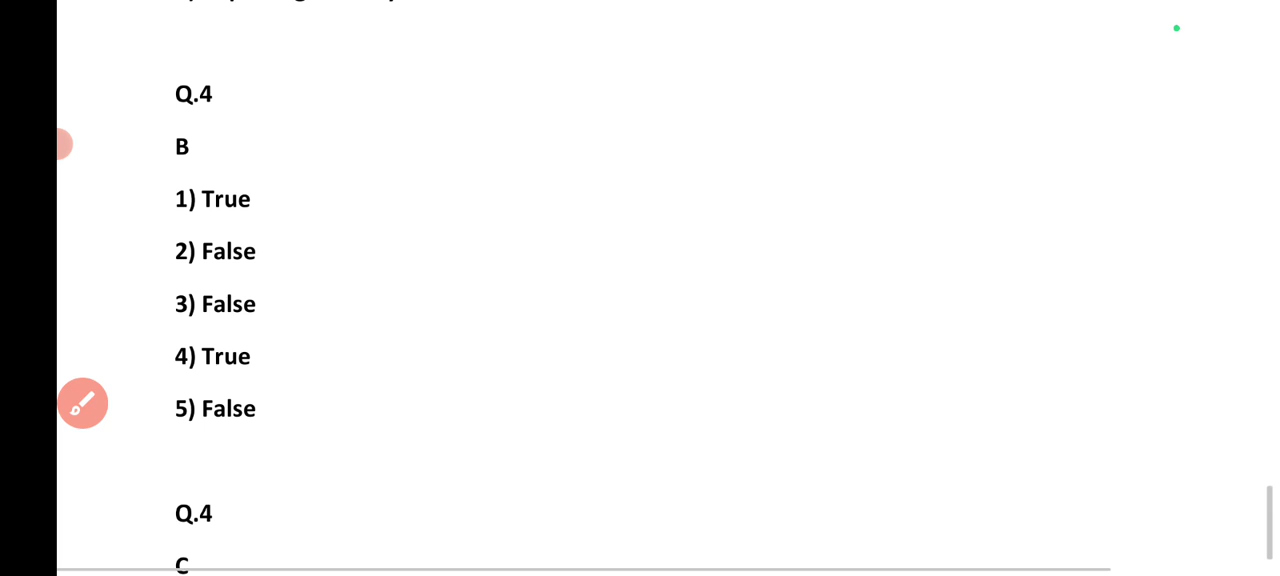 Q.4
B
1) True
2) False
3) False
4) True
5) False
Q.4
C